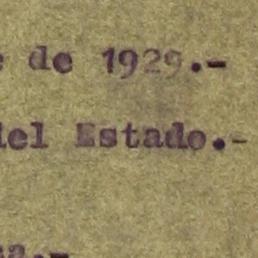 de 1929.-
del Estado.-